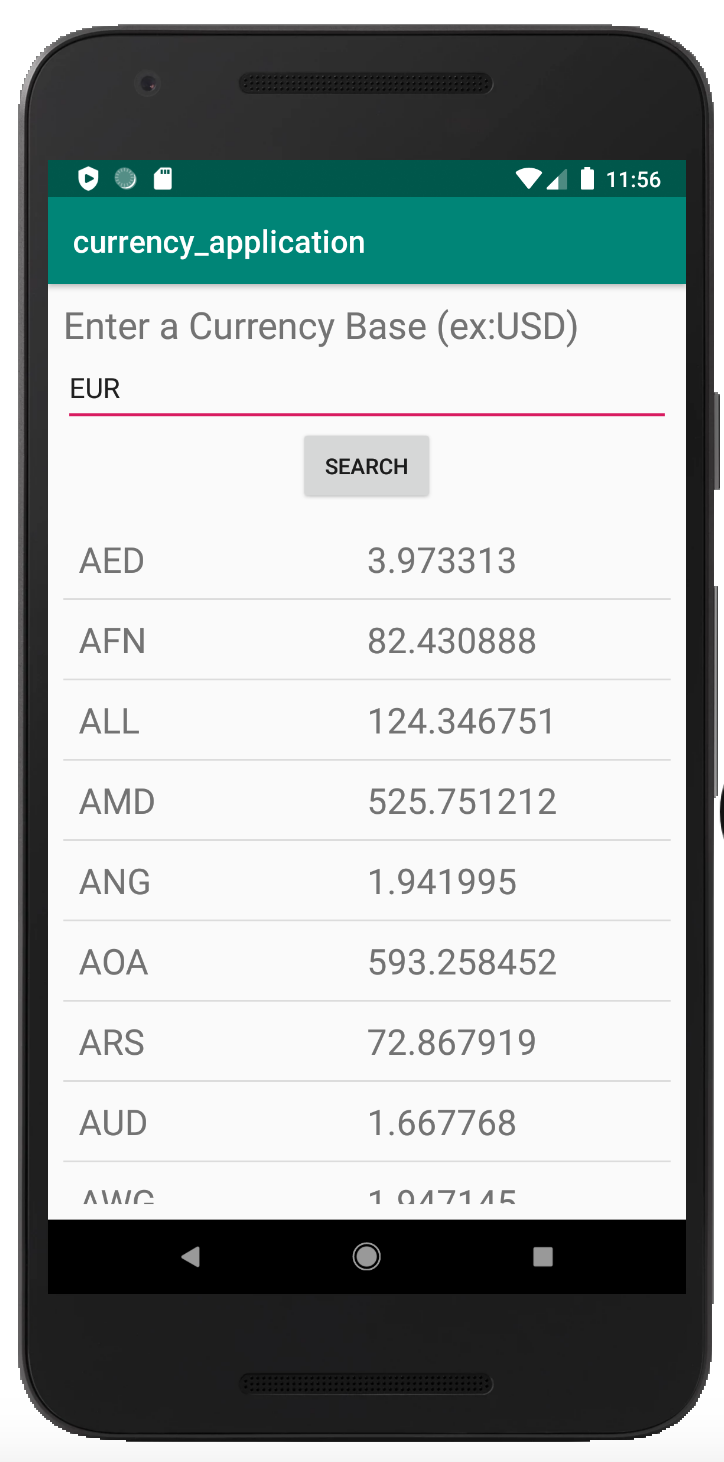 11:56
currency_application
Enter a Currency Base (ex:USD)
EUR
SEARCH
AED 3.973313
AFN 82.430888
ALL 124.346751
AMD 525.751212
ANG 1.941995
AOA 593.258452
ARS 72.867919
AUD 1.667768
AWG 1.947145